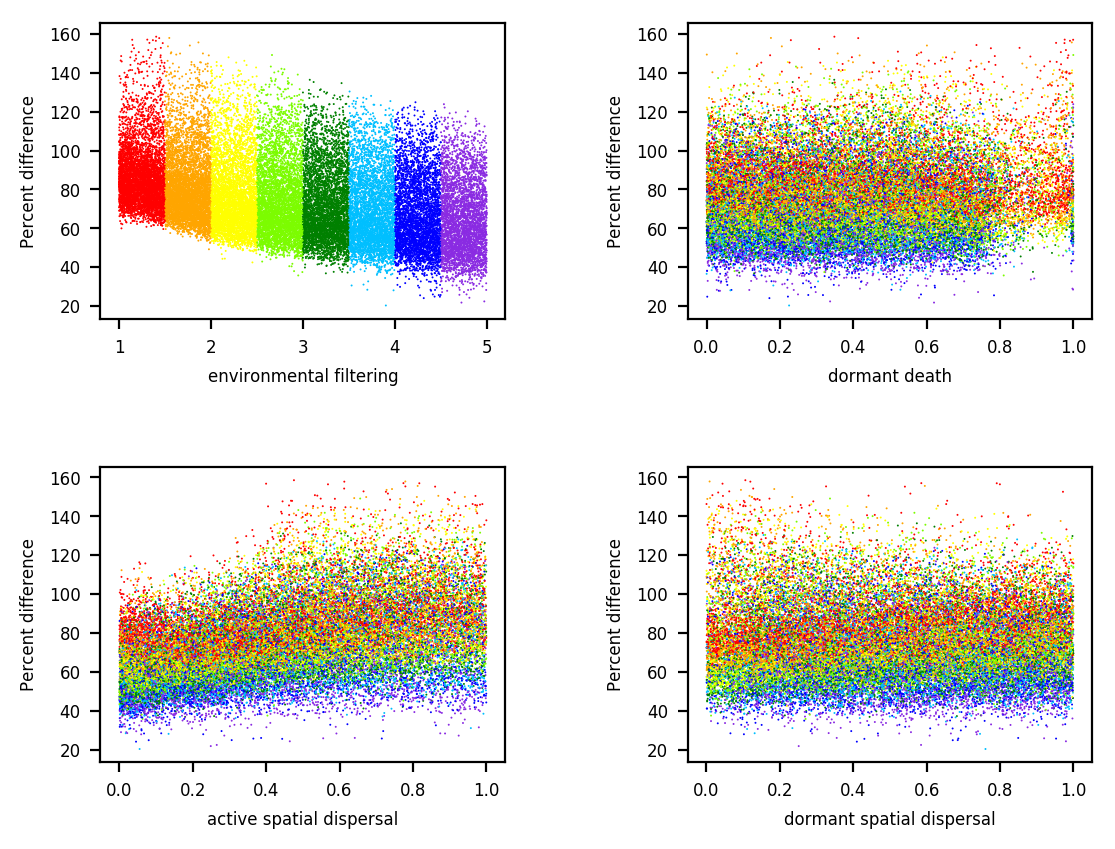 160
140
120
100
80
60
40
20
Percent difference
1 2 3 4 5
environmental filtering
160
140
120
100
80
60
40
20
Percent difference
0.0 0.2 0.4 0.6 0.8 1.0
dormant death
160
140
120
100
80
60
40
20
Percent difference
0.0 0.2 0.4 0.6 0.8 1.0
active spatial dispersal
160
140
120
100
80
60
40
20
Percent difference
0.0 0.2 0.4 0.6 0.8 1.0
dormant spatial dispersal